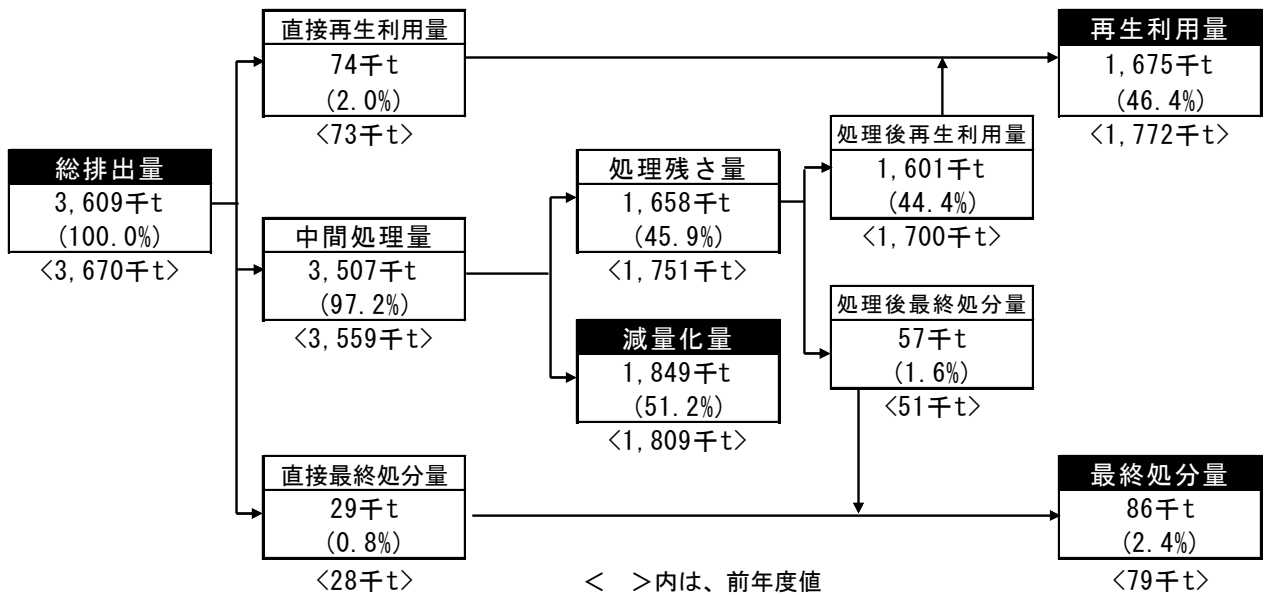 直接再生利用量
74千t
(2.0%)
<73千t>
再生利用量
1,675千t
(46.4%)
<1,772千t>
総排出量
3,609千t
(100.0%)
<3,670千t>
中間処理量
3,507千t
(97.2%)
<3,559千t>
処理残さ量
1,658千t
(45.9%)
<1,751千t>
処理後再生利用量
1,601千t
(44.4%)
<1,700千t>
減量化量
1,849千t
(51.2%)
<1,809千t>
処理後最終処分量
57千t
(1.6%)
<51千t>
直接最終処分量
29千t
(0.8%)
<28千t>
最終処分量
86千t
(2.4%)
<79千t>
<　>内は、前年度値